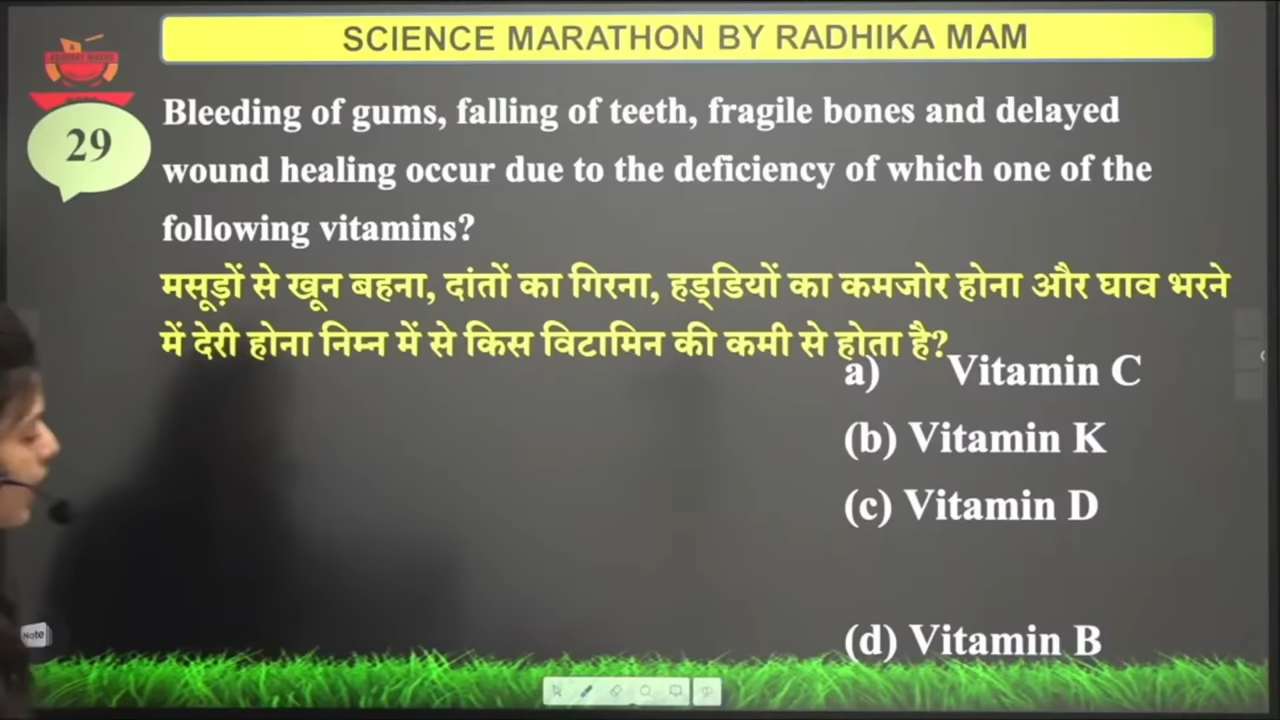 SCIENCE MARATHON BY RADHIKA MAM
29
Bleeding of gums, falling of teeth, fragile bones and delayed
wound healing occur due to the deficiency of which one of the
following vitamins?
मसूड़ों से खून बहना, दांतों का गिरना, हड्डियों का कमजोर होना और घाव भरने
में देरी होना निम्न में से किस विटामिन की कमी से होता है?
a) Vitamin C
(b) Vitamin K
(c) Vitamin D
(d) Vitamin B
Note